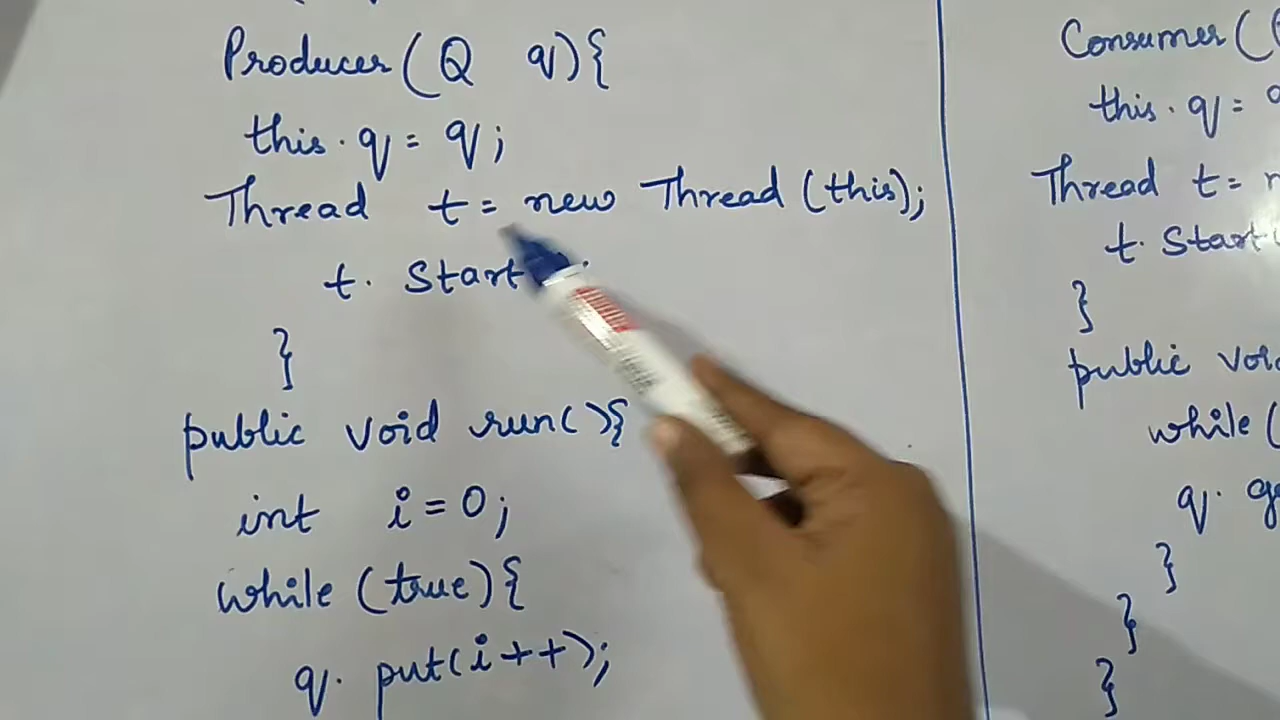 Producer(Q q){
this.q=q;
Thread t=new Thread(this);
t. Start
}
public void run(){
int i=0;
while(true){
q. put(i++);
Consumer(
this.q=
Thread t=
t. Start
}
public
while(
q.
}
}
}